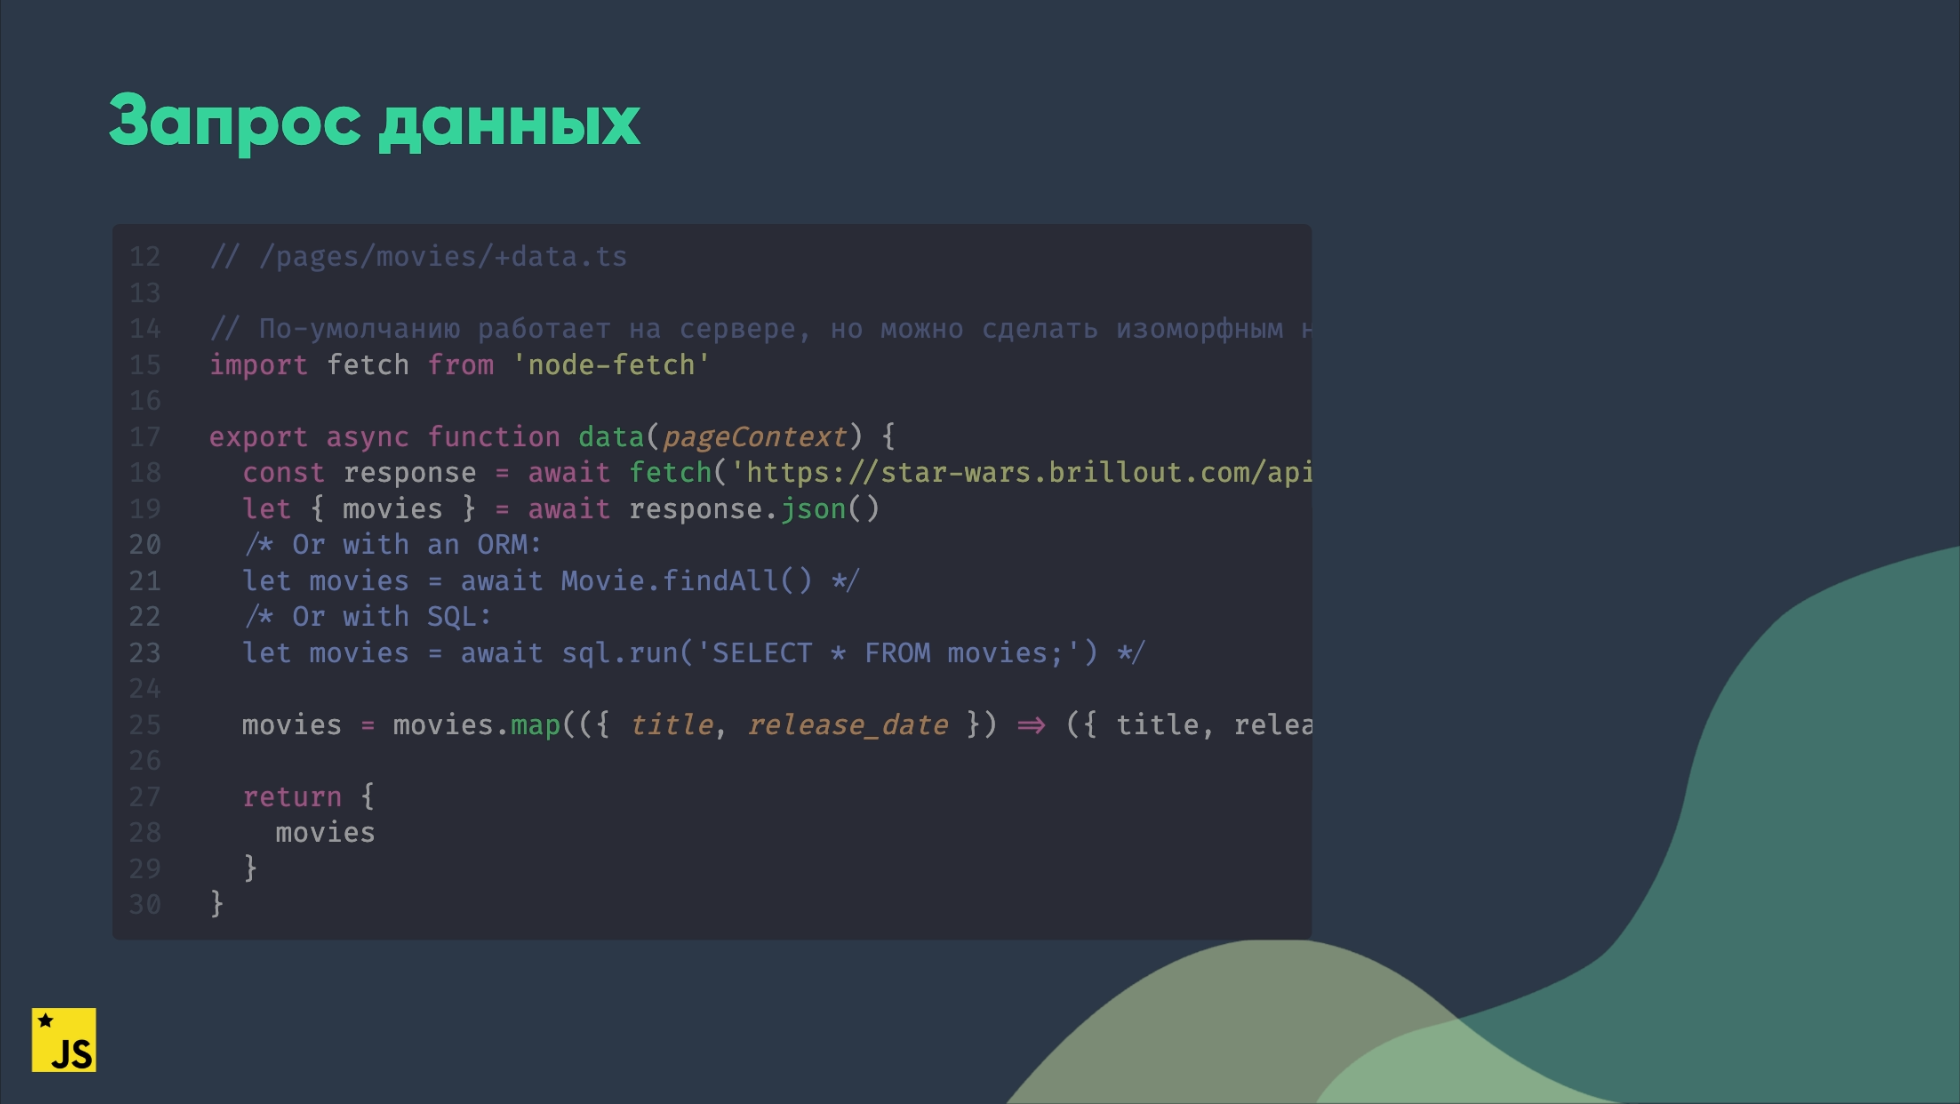 Запрос данных
12 // /pages/movies/+data.ts
13
14 // По-умолчанию работает на сервере, но можно сделать изоморфным
15 import fetch from 'node-fetch'
16
17 export async function data(pageContext) {
18 const response = await fetch('https://star-wars.brillout.com/api
19 let { movies } = await response.json()
20 /* Or with an ORM:
21 let movies = await Movie.findAll() */
22 /* Or with SQL:
23 let movies = await sql.run('SELECT * FROM movies;') */
24
25 movies = movies.map(({ title, release_date }) => ({ title, relea
26
27 return {
28 movies
29 }
30 }
JS